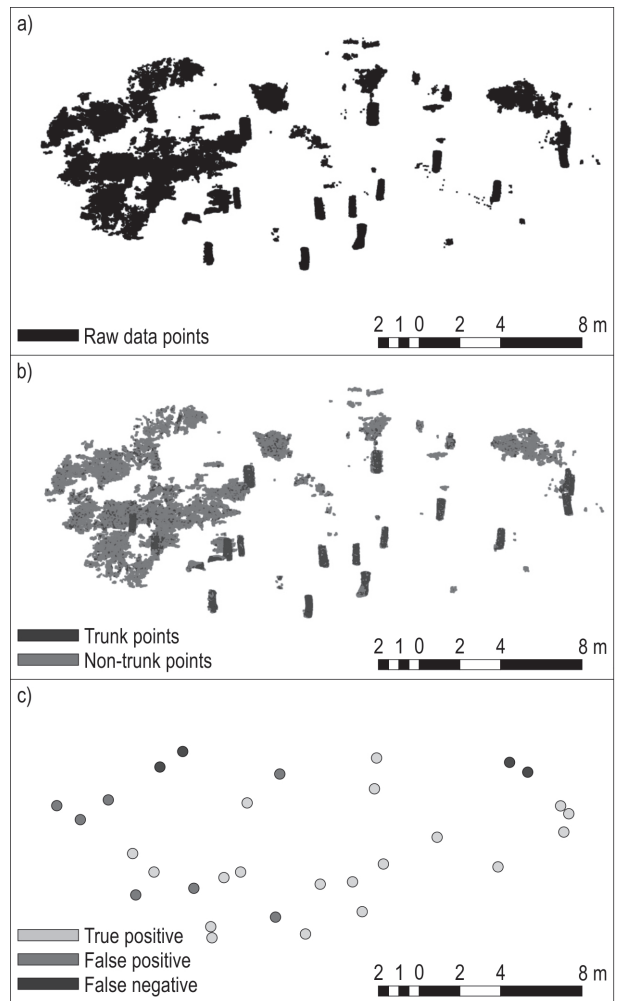 a)
Raw data points
2 1 0 2 4 8 m
b)
Trunk points
Non-trunk points
2 1 0 2 4 8 m
c)
True positive
False positive
False negative
2 1 0 2 4 8 m